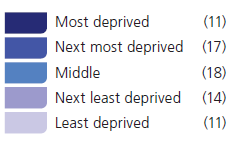 Most deprived (11)
Next most deprived (17)
Middle (18)
Next least deprived (14)
Least deprived (11)